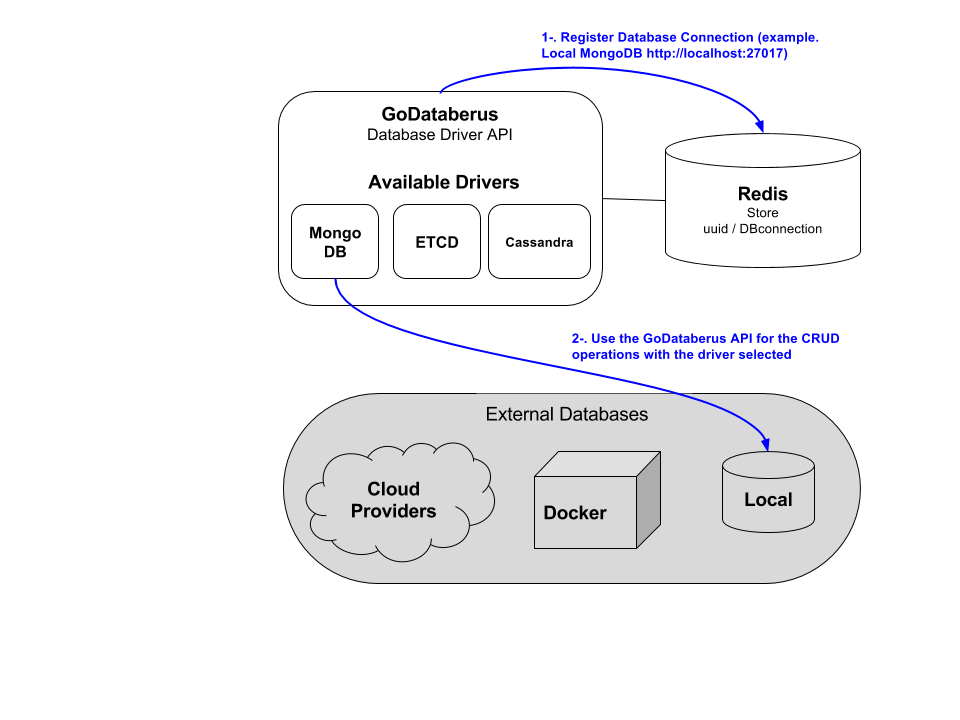 1-. Register Database Connection (example.
Local MongoDB http://localhost:27017)
GoDataberus
Database Driver API
Available Drivers
Mongo
DB
ETCD
Cassandra
Redis
Store
uuid / DBconnection
2-. Use the GoDataberus API for the CRUD
operations with the driver selected
External Databases
Cloud
Providers
Docker
Local